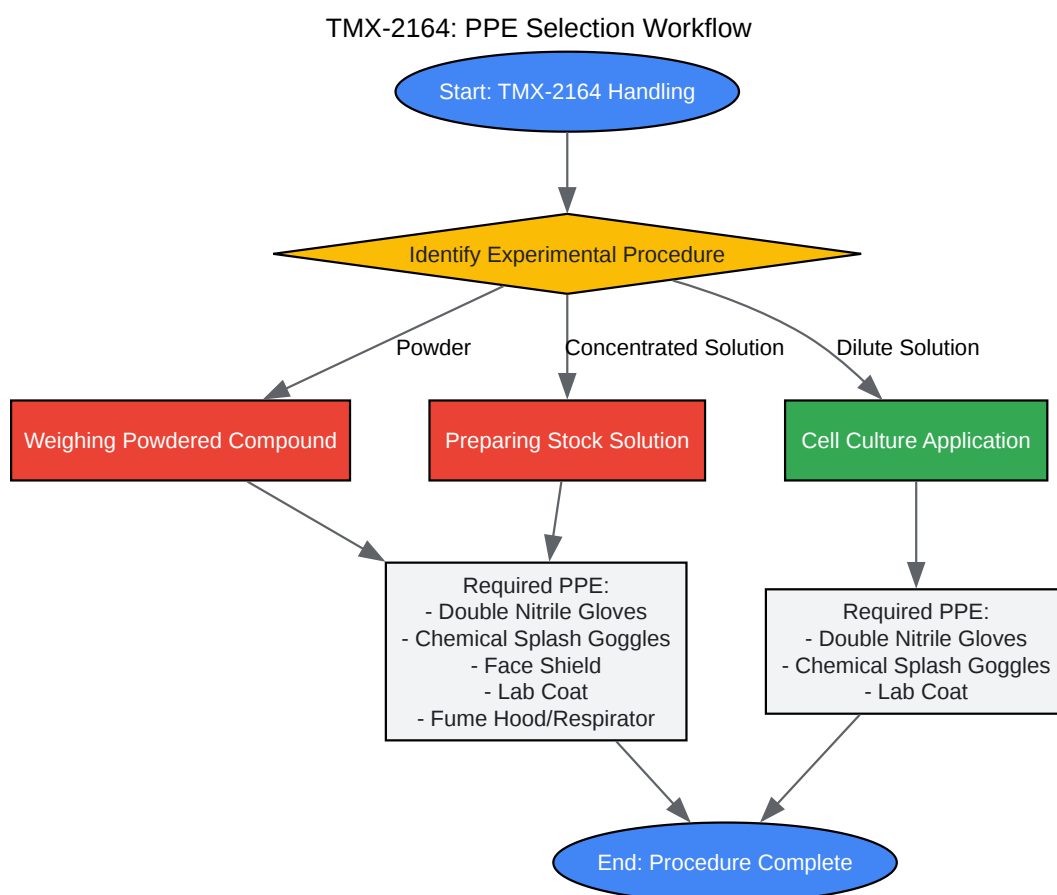 TMX-2164: PPE Selection Workflow
Start: TMX-2164 Handling
Identify Experimental Procedure
Powder
Concentrated Solution
Dilute Solution
Weighing Powdered Compound
Preparing Stock Solution
Cell Culture Application
Required PPE:
- Double Nitrile Gloves
- Chemical Splash Goggles
- Face Shield
- Lab Coat
- Fume Hood/Respirator
Required PPE:
- Double Nitrile Gloves
- Chemical Splash Goggles
- Lab Coat
End: Procedure Complete